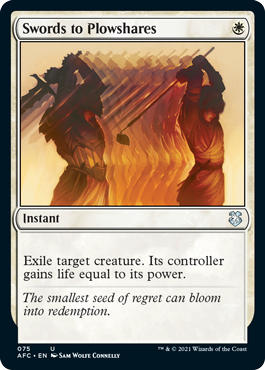 Swords to Plowshares
Instant
Exile target creature. Its controller
gains life equal to its power.
The smallest seed of regret can bloom
into redemption.
075 U
AFC • EN SAM WOLFE CONNELLY
™ & © 2021 Wizards of the Coast